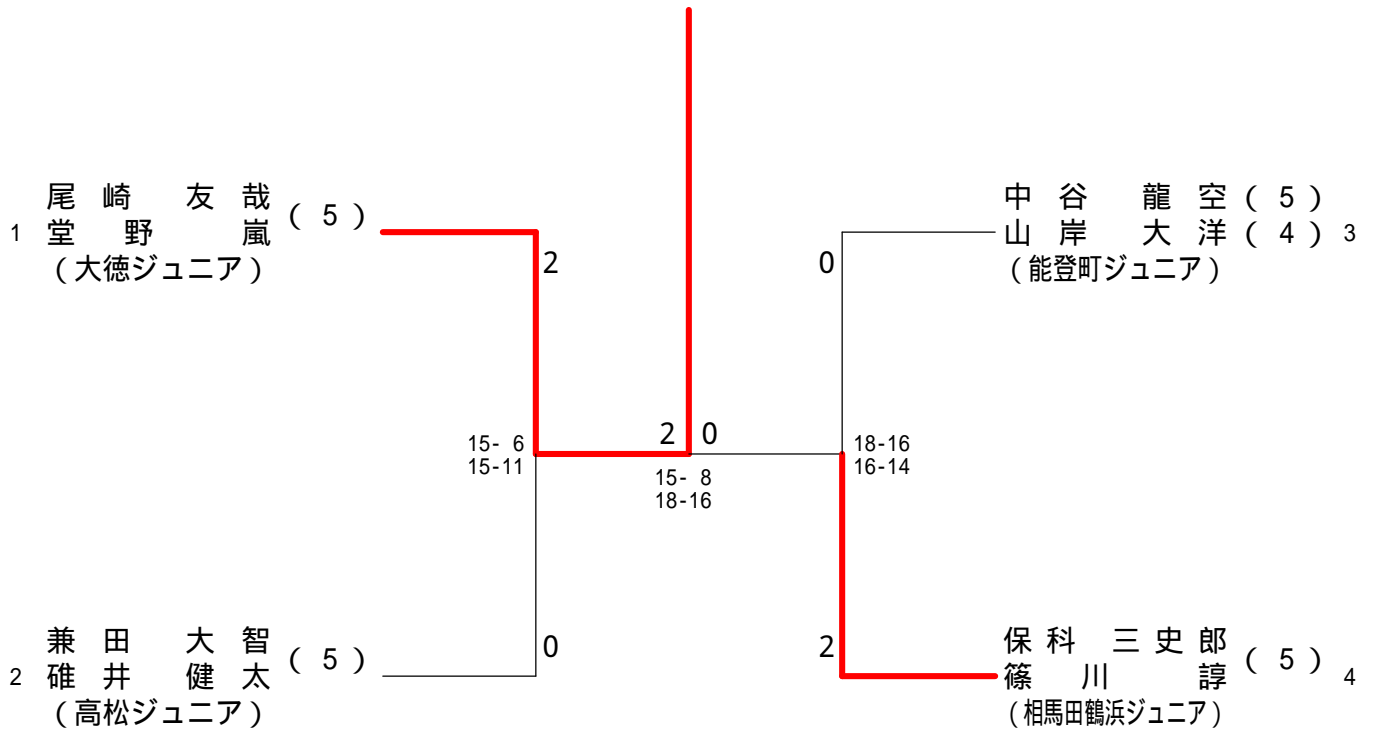 尾崎 友哉 (5)
1 堂野 嵐
(大徳ジュニア)
2
15- 6
15-11
0
兼田 大智 (5)
2 碓井 健太
(高松ジュニア)
2 0
15- 8
18-16
中谷 龍空 (5)
山岸 大洋 (4) 3
(能登町ジュニア)
0
18-16
16-14
2
保科 三史郎 (5)
篠川 諄 4
(相馬田鶴浜ジュニア)